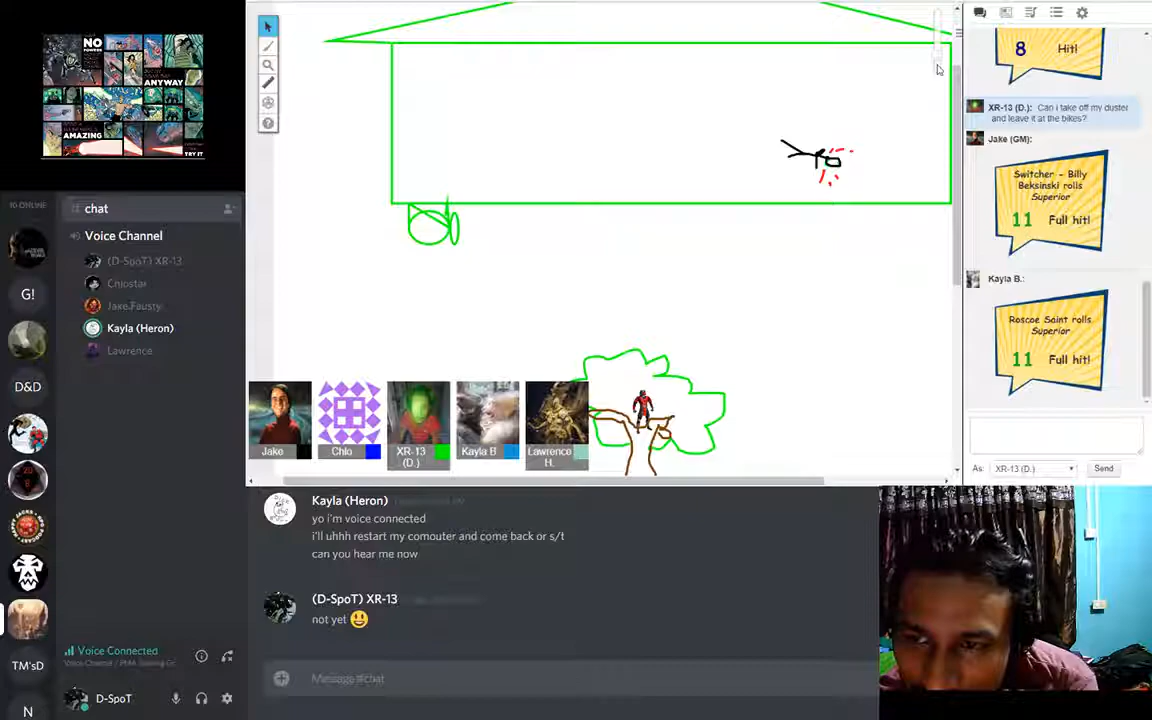 NO
ANYWAY
AMAZING
TRY IT
10 ONLINE
chat
Voice Channel
(D-SpoT) XR-13
Chiostar
Jake Fausty
Kayla (Heron)
Lawrence
G!
D&D
TM'sD
N
Voice Connected
D-SpoT
Jake
Chlo
XR-13
(D.)
Kayla B
Lawrence
H.
Kayla (Heron)
yo i'm voice connected
i'll uhhh restart my comouter and come back or s/t
can you hear me now
(D-SpoT) XR-13
not yet 😃
Message #chat
8 Hit!
XR-13 (D.): Can i take off my duster
and leave it at the bikes?
Jake (GM):
Switcher - Billy
Beksinski rolls
Superior
11 Full hit!
Kayla B.:
Roscoe Saint rolls
Superior
11 Full hit!
As: XR-13 (D.) Send